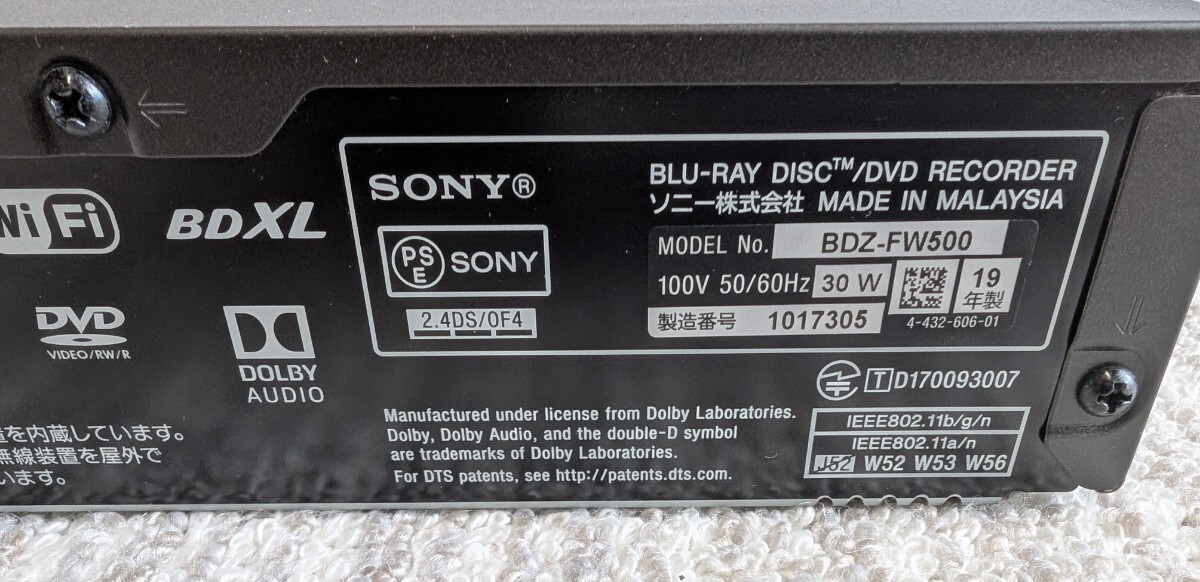 WiFi
BDXL
DVD
VIDEO/RW/R
DOLBY
AUDIO
を内蔵しています。
無線装置を屋外で
います。
SONY®
PSE SONY
2.4DS/OF4
BLU-RAY DISC™/DVD RECORDER
ソニー株式会社 MADE IN MALAYSIA
MODEL No. BDZ-FW500
100V 50/60Hz 30 W
19
年製
製造番号 1017305
4-432-606-01
T D170093007
Manufactured under license from Dolby Laboratories.
Dolby, Dolby Audio, and the double-D symbol
are trademarks of Dolby Laboratories.
For DTS patents, see http://patents.dts.com.
IEEE802.11b/g/n
IEEE802.11a/n
J52 W52 W53 W56